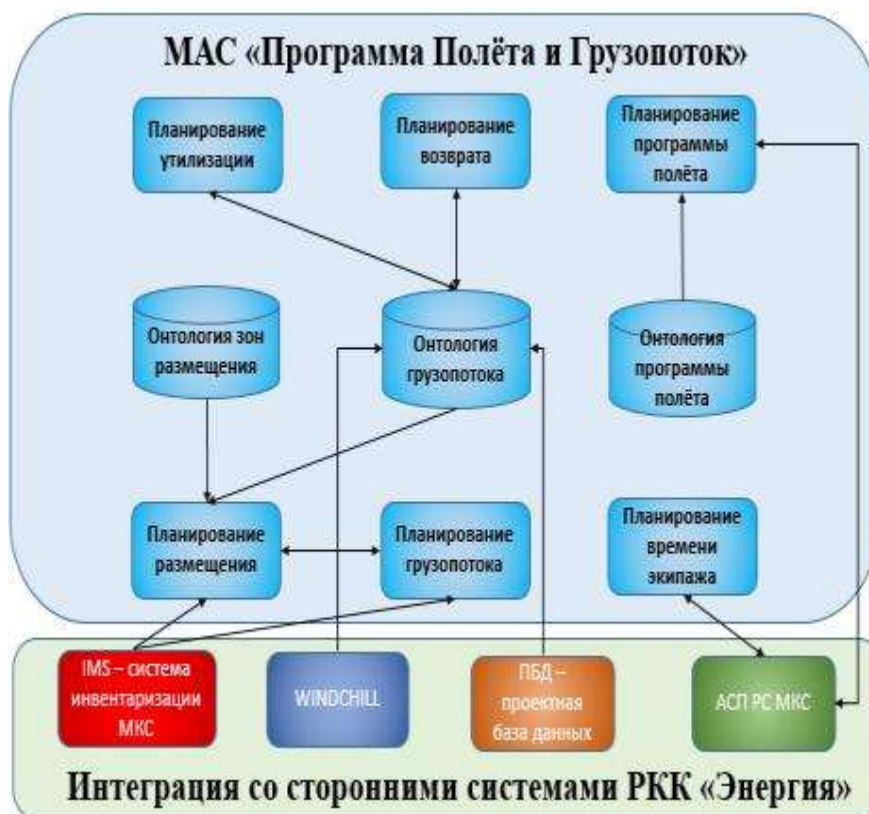 МАС «Программа Полёта и Грузопоток»
Планирование
утилизации
Планирование
возврата
Планирование
программы
полёта
Онтология зон
размещения
Онтология
грузопотока
Онтология
программы
полёта
Планирование
размещения
Планирование
грузопотока
Планирование
времени
экипажа
IMS – система
инвентаризации
МКС
WINDCHILL
ПБД –
проектная
база данных
АСП РС МКС
Интеграция со сторонними системами РКК «Энергия»